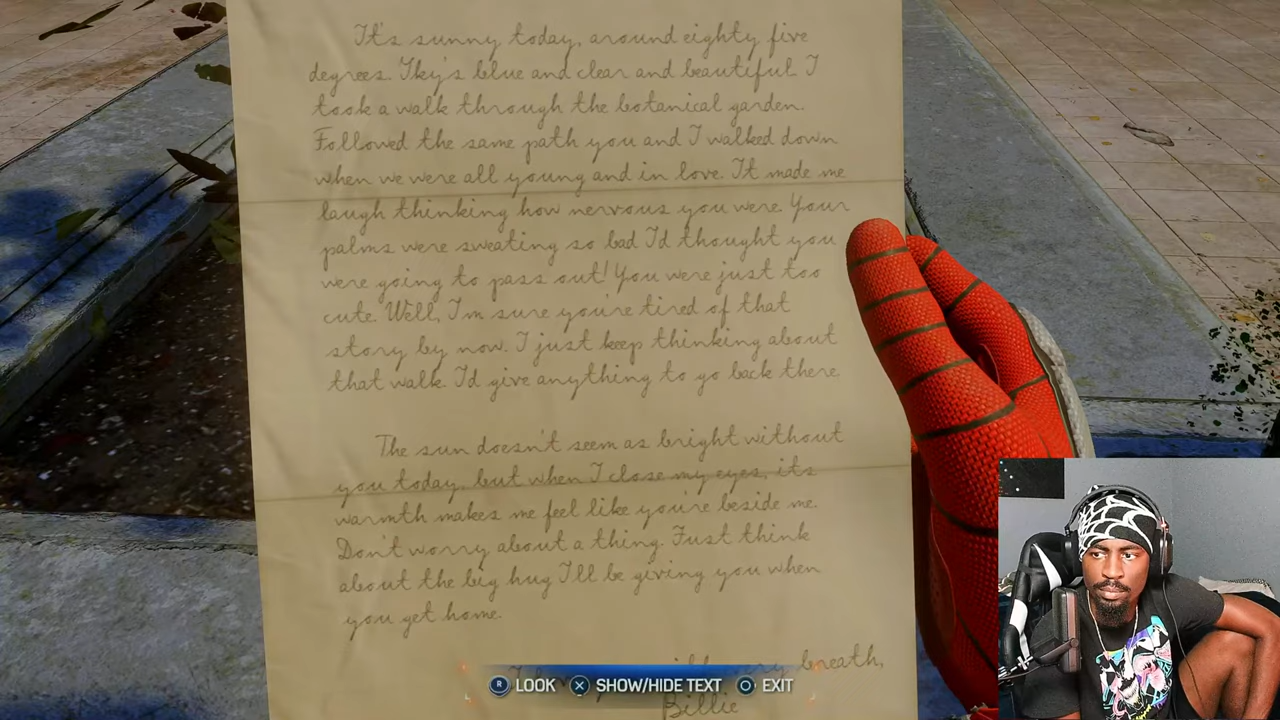 It's sunny today, around eighty five
degrees. Sky's blue and clear and beautiful. I
took a walk through the botanical garden.
Followed the same path you and I walked down
when we were all young and in love. It made me
laugh thinking how nervous you were. Your
palms were sweating so bad I'd thought you
were going to pass out! You were just too
cute. Well, I'm sure you're tired of that
story by now. I just keep thinking about
that walk. I'd give anything to go back there.
The sun doesn't seem as bright without
you today, but when I close my eyes, its
warmth makes me feel like you're beside me.
Don't worry about a thing. Just think
about the big hug I'll be giving you when
you get home.
breath,
Billie
R LOOK X SHOW/HIDE TEXT O EXIT